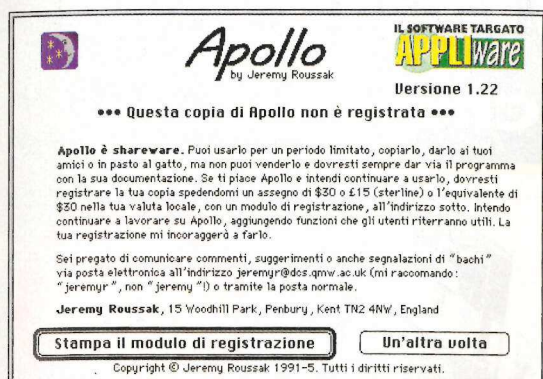 Apollo
by Jeremy Roussak
IL SOFTWARE TARGATO
APPLIware
Versione 1.22
••• Questa copia di Apollo non è registrata •••
Apollo è shareware. Puoi usarlo per un periodo limitato, copiarlo, darlo ai tuoi
amici o in pasto al gatto, ma non puoi venderlo e dovresti sempre dar via il programma
con la sua documentazione. Se ti piace Apollo e intendi continuare a usarlo, dovresti
registrare la tua copia spedendomi un assegno di $30 o £15 (sterline) o l'equivalente di
$30 nella tua valuta locale, con un modulo di registrazione, all'indirizzo sotto. Intendo
continuare a lavorare su Apollo, aggiungendo funzioni che gli utenti riterranno utili. La
tua registrazione mi incoraggerà a farlo.
Sei pregato di comunicare commenti, suggerimenti o anche segnalazioni di "bachi"
via posta elettronica all'indirizzo jeremyr@dcs.qmw.ac.uk (mi raccomando:
"jeremyr", non "jeremy"!) o tramite la posta normale.
Jeremy Roussak, 15 Woodhill Park, Penbury, Kent TN2 4NW, England
Stampa il modulo di registrazione
Un'altra volta
Copyright © Jeremy Roussak 1991-5. Tutti i diritti riservati.